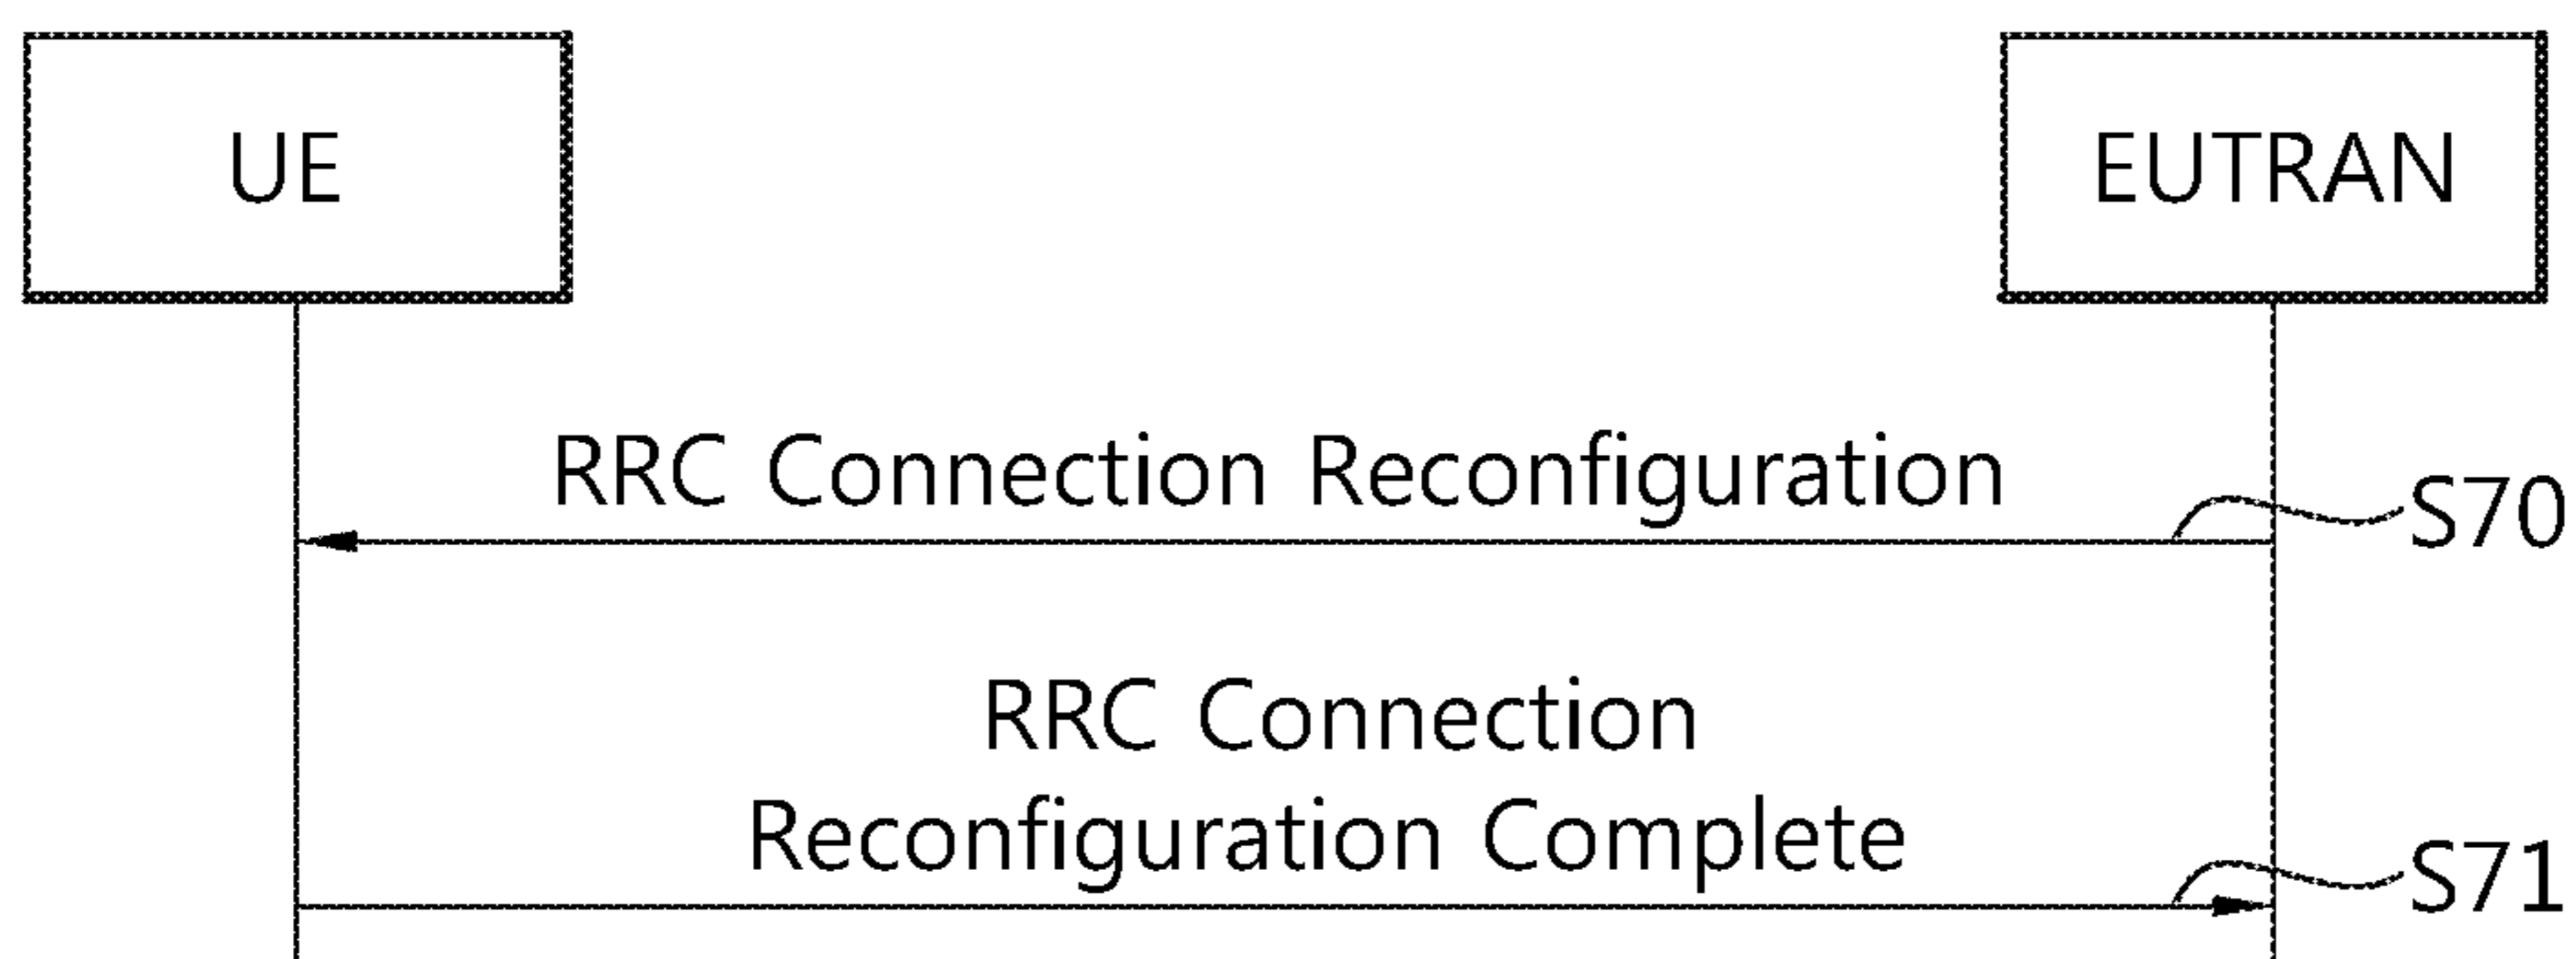 UE
EUTRAN
RRC Connection Reconfiguration
S70
RRC Connection
Reconfiguration Complete
S71